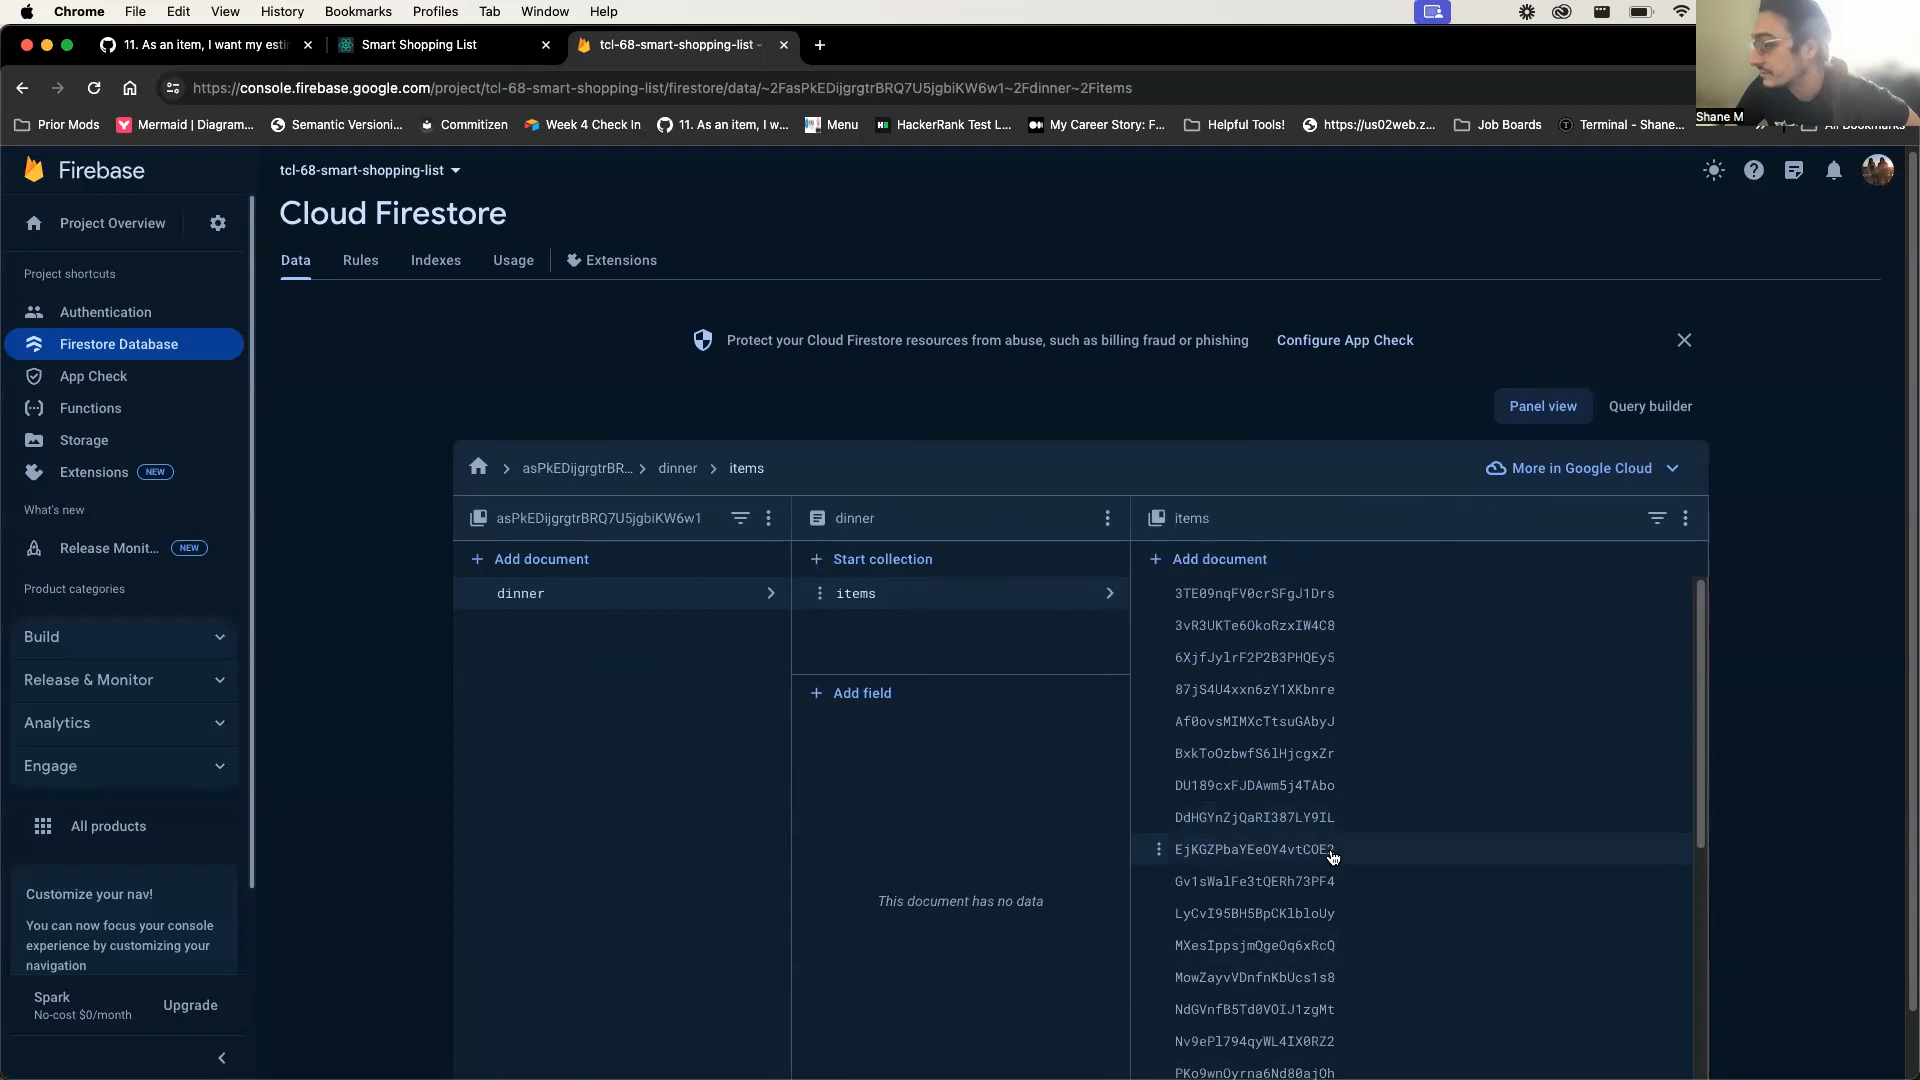 Chrome File Edit View History Bookmarks Profiles Tab Window Help
11. As an item, I want my esti
Smart Shopping List
tcl-68-smart-shopping-list -
https://console.firebase.google.com/project/tcl-68-smart-shopping-list/firestore/data/~2FasPkEDijgrgtrBRQ7U5jgbiKW6w1~2Fdinner~2Fitems
Shane M
Prior Mods Mermaid | Diagram... Semantic Versioni... Commitizen Week 4 Check In 11. As an item, I w... Menu HackerRank Test L... My Career Story: F... Helpful Tools! https://us02web.z... Job Boards Terminal - Shane... All Bookmarks
Firebase
tcl-68-smart-shopping-list
Project Overview
Cloud Firestore
Data Rules Indexes Usage Extensions
Project shortcuts
Authentication
Firestore Database
App Check
Functions
Storage
Extensions NEW
What's new
Release Monit... NEW
Product categories
Build
Release & Monitor
Analytics
Engage
All products
Customize your nav!
You can now focus your console
experience by customizing your
navigation
Spark
No-cost $0/month
Upgrade
Protect your Cloud Firestore resources from abuse, such as billing fraud or phishing Configure App Check
Panel view Query builder
asPkEDijgrgtrBR... dinner items
More in Google Cloud
asPkEDijgrgtrBRQ7U5jgbiKW6w1
Add document
dinner
dinner
Start collection
items
Add field
This document has no data
items
Add document
3TE09nqFV0crSFgJ1Drs
3vR3UKTe6OkoRzxIW4C8
6XjfJylrF2P2B3PHQEy5
87jS4U4xxn6zY1XKbnre
Af0ovsMIMXcTtsuGAbyJ
BxkToOzbwfS6lHjcgxZr
DU189cxFJDAwm5j4TAbo
DdHGYnZjQaRI387LY9IL
EjKGZPbaYEeOY4vtCOE2
Gv1sWalFe3tQERh73PF4
LyCvI95BH5BpCKlbloUy
MXesIppsjmQgeOq6xRcQ
MowZayvVDnfnKbUcs1s8
NdGVnfB5Td0VOIJ1zgMt
Nv9ePl794qyWL4IX0RZ2
PKo9wnOyrna6Nd80ajOh